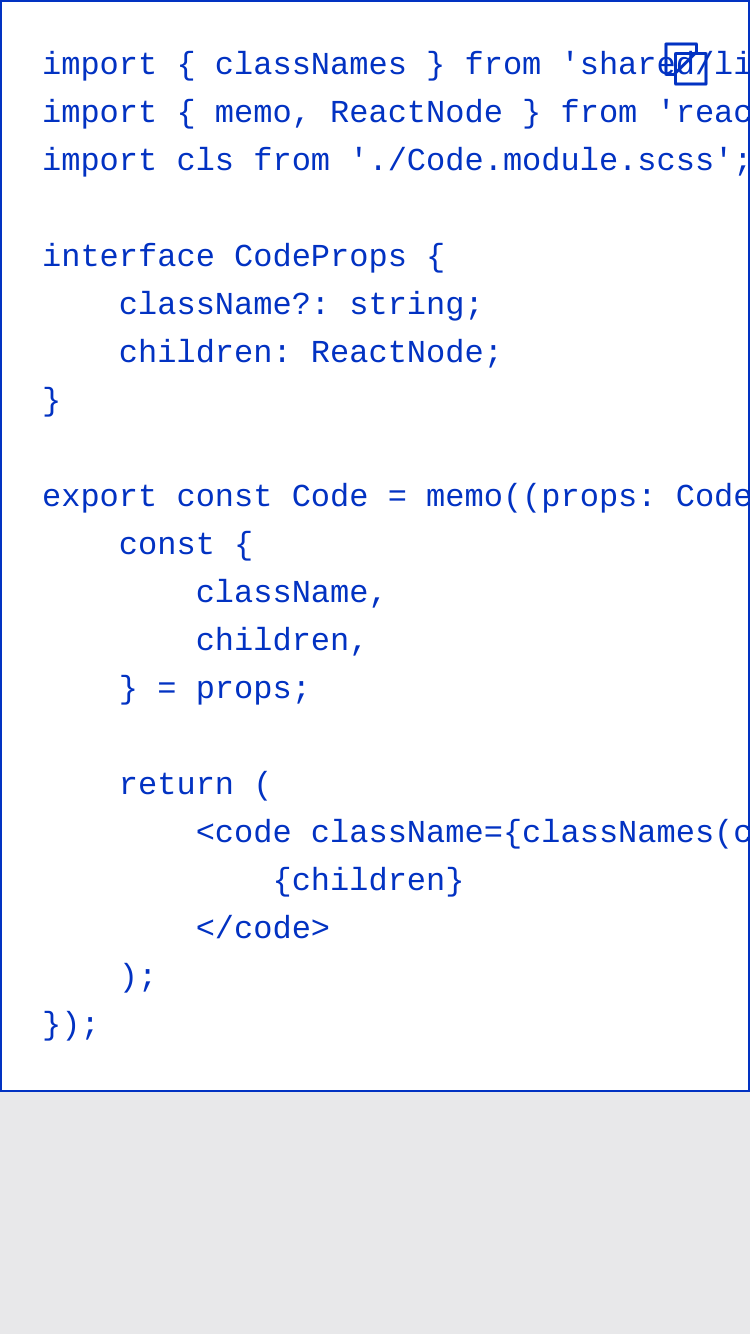 import { classNames } from 'shared/li
import { memo, ReactNode } from 'reac
import cls from './Code.module.scss';

interface CodeProps {
    className?: string;
    children: ReactNode;
}

export const Code = memo((props: Code
    const {
        className,
        children,
    } = props;

    return (
        <code className={classNames(c
            {children}
        </code>
    );
});